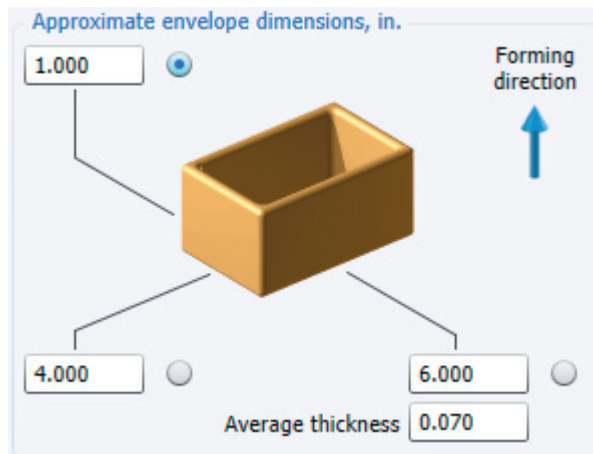 Approximate envelope dimensions, in.
1.000
Forming
direction
4.000
6.000
Average thickness 0.070